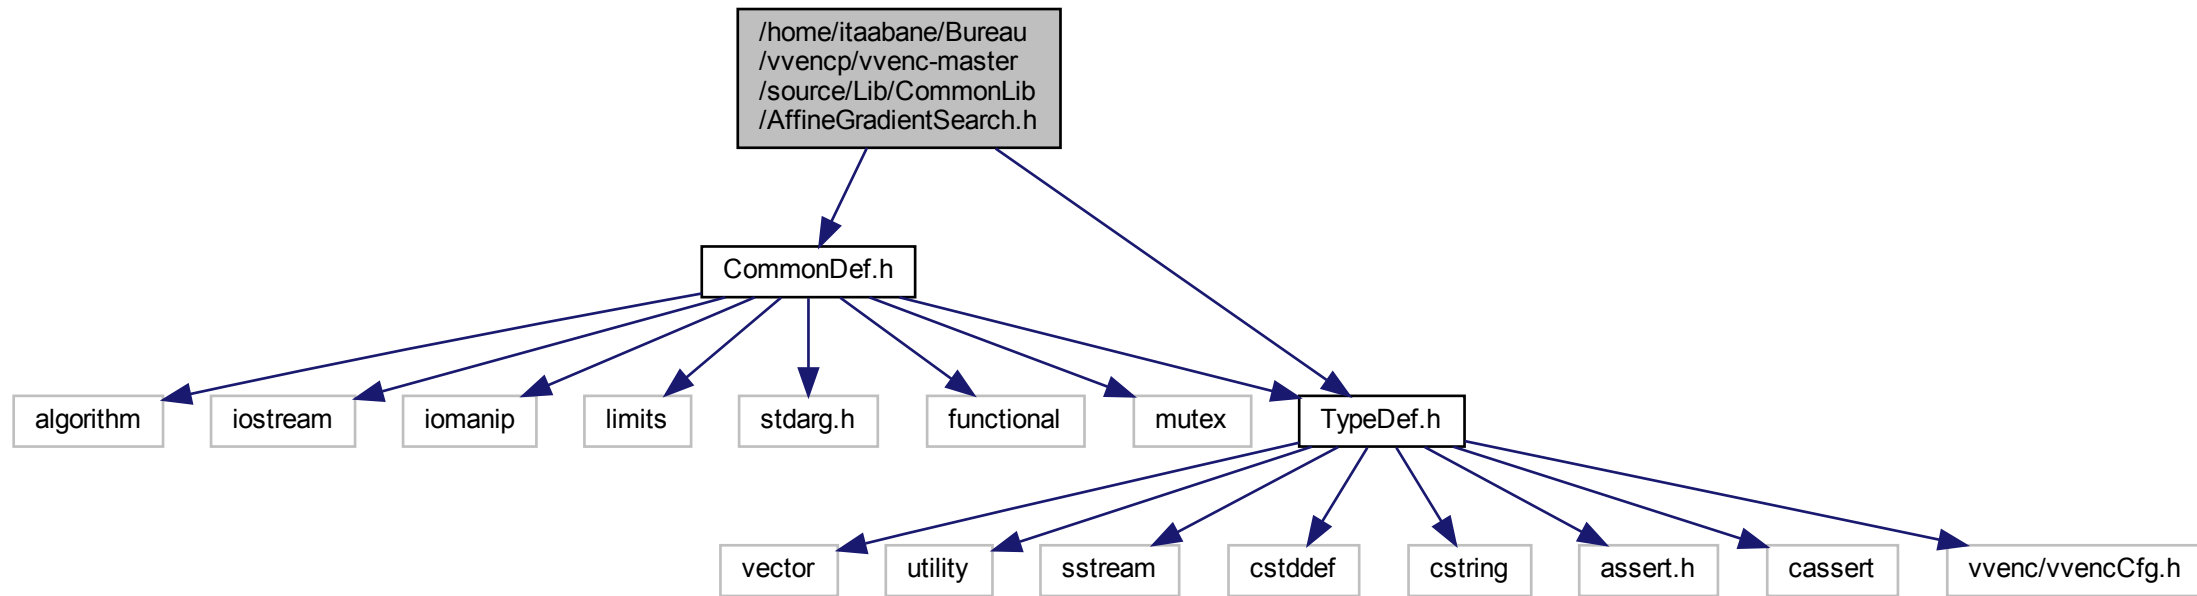 /home/itaabane/Bureau
/vvencp/vvenc-master
/source/Lib/CommonLib
/AffineGradientSearch.h
CommonDef.h
algorithm
iostream
iomanip
limits
stdarg.h
functional
mutex
TypeDef.h
vector
utility
sstream
cstddef
cstring
assert.h
cassert
vvenc/vvencCfg.h